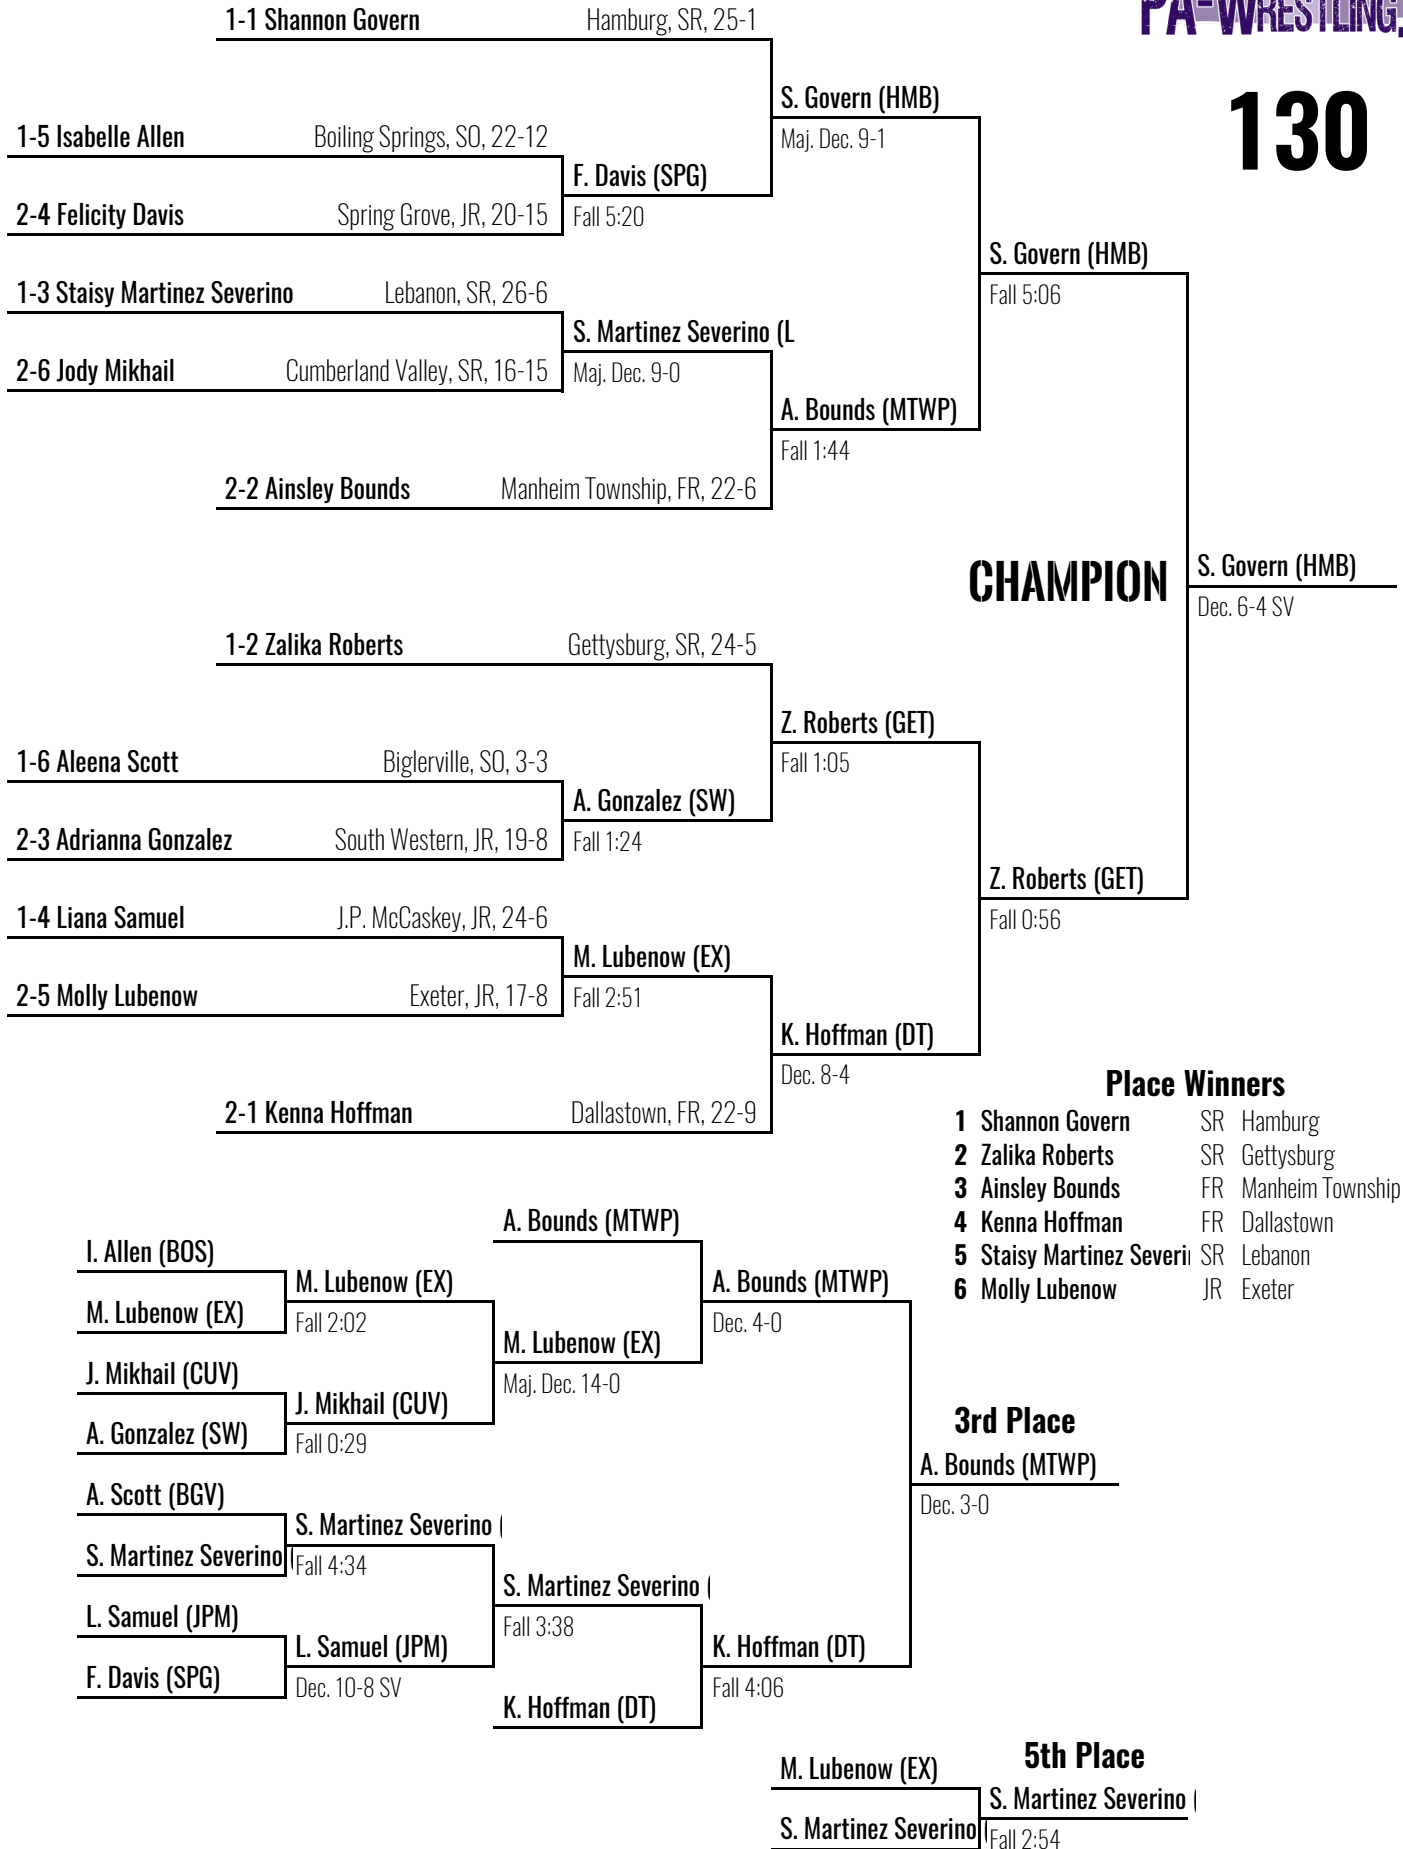 PA-WRESTLING.
130
1-1 Shannon Govern Hamburg, SR, 25-1
S. Govern (HMB)
Maj. Dec. 9-1
1-5 Isabelle Allen Boiling Springs, SO, 22-12
F. Davis (SPG)
Fall 5:20
2-4 Felicity Davis Spring Grove, JR, 20-15
S. Govern (HMB)
Fall 5:06
1-3 Staisy Martinez Severino Lebanon, SR, 26-6
S. Martinez Severino (L
Maj. Dec. 9-0
2-6 Jody Mikhail Cumberland Valley, SR, 16-15
A. Bounds (MTWP)
Fall 1:44
2-2 Ainsley Bounds Manheim Township, FR, 22-6
CHAMPION
S. Govern (HMB)
Dec. 6-4 SV
1-2 Zalika Roberts Gettysburg, SR, 24-5
Z. Roberts (GET)
Fall 1:05
1-6 Aleena Scott Biglerville, SO, 3-3
A. Gonzalez (SW)
Fall 1:24
2-3 Adrianna Gonzalez South Western, JR, 19-8
Z. Roberts (GET)
Fall 0:56
1-4 Liana Samuel J.P. McCaskey, JR, 24-6
M. Lubenow (EX)
Fall 2:51
2-5 Molly Lubenow Exeter, JR, 17-8
K. Hoffman (DT)
Dec. 8-4
2-1 Kenna Hoffman Dallastown, FR, 22-9
Place Winners
1 Shannon Govern SR Hamburg
2 Zalika Roberts SR Gettysburg
3 Ainsley Bounds FR Manheim Township
4 Kenna Hoffman FR Dallastown
5 Staisy Martinez Severi SR Lebanon
6 Molly Lubenow JR Exeter
A. Bounds (MTWP)
I. Allen (BOS)
M. Lubenow (EX)
Fall 2:02
M. Lubenow (EX)
A. Bounds (MTWP)
Dec. 4-0
M. Lubenow (EX)
Maj. Dec. 14-0
J. Mikhail (CUV)
J. Mikhail (CUV)
Fall 0:29
A. Gonzalez (SW)
3rd Place
A. Bounds (MTWP)
Dec. 3-0
A. Scott (BGV)
S. Martinez Severino (
Fall 4:34
S. Martinez Severino (
S. Martinez Severino (
Fall 3:38
L. Samuel (JPM)
L. Samuel (JPM)
Dec. 10-8 SV
F. Davis (SPG)
K. Hoffman (DT)
Fall 4:06
K. Hoffman (DT)
5th Place
M. Lubenow (EX)
S. Martinez Severino (
Fall 2:54
S. Martinez Severino (